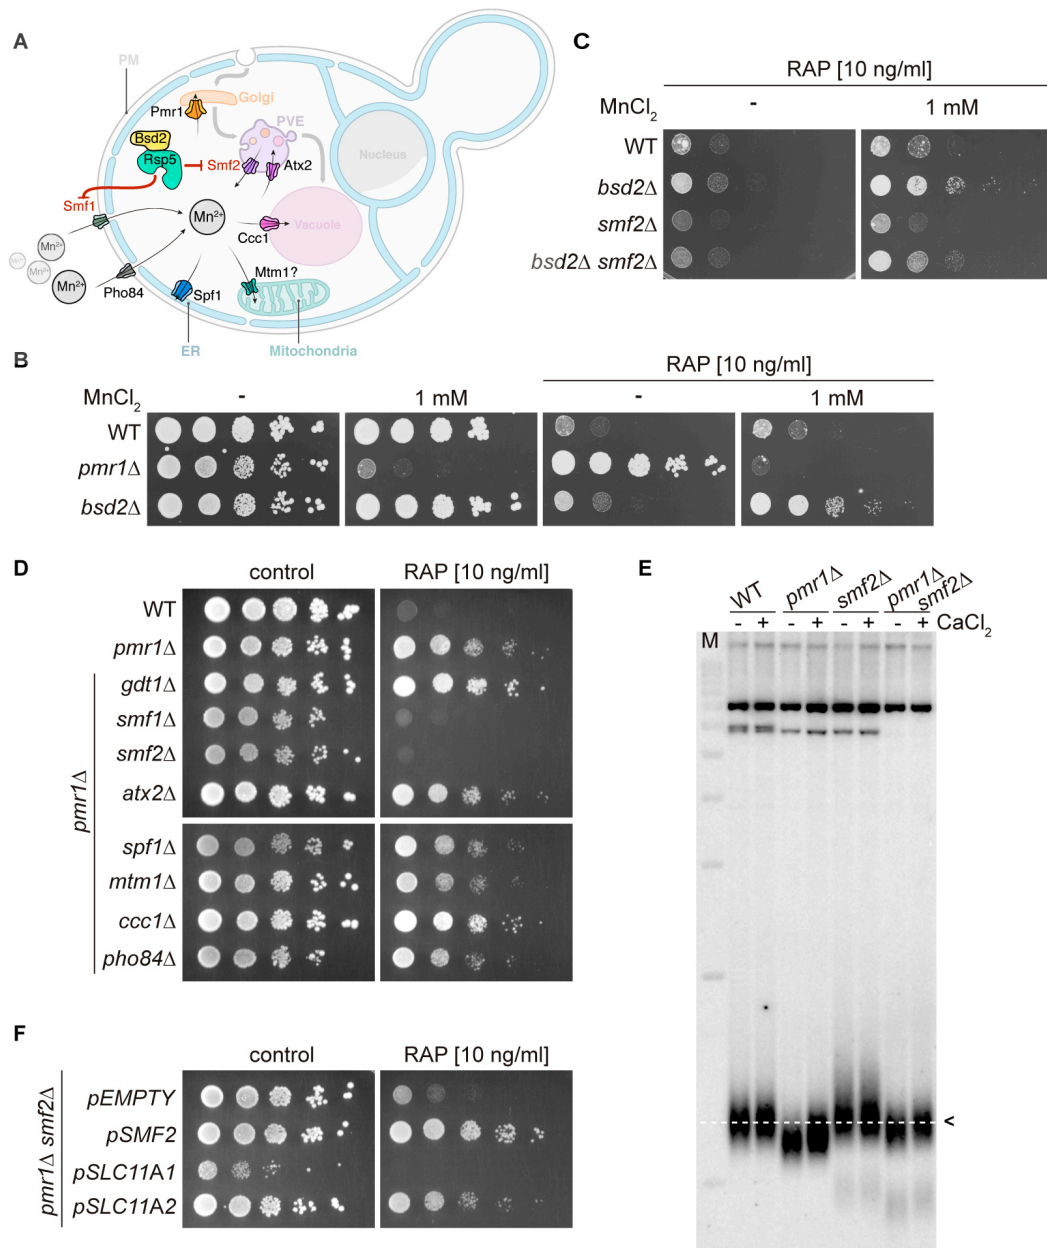 A
PM
Golgi
Pmr1
PVE
Bsd2
Rsp5
Smf2
Atx2
Nucleus
Smf1
Mn2+
Vacuole
Ccc1
Mn2+
Mn2+
Mn2+
Pho84
Spf1
Mtm1?
ER
Mitochondria
C
RAP [10 ng/ml]
MnCl2
-
1 mM
WT
bsd2Δ
smf2Δ
bsd2Δ smf2Δ
B
RAP [10 ng/ml]
MnCl2
-
1 mM
-
1 mM
WT
pmr1Δ
bsd2Δ
D
control
RAP [10 ng/ml]
WT
pmr1Δ
gdt1Δ
smf1Δ
smf2Δ
atx2Δ
spf1Δ
mtm1Δ
ccc1Δ
pho84Δ
pmr1Δ
E
WT
pmr1Δ
smf2Δ
pmr1Δ
smf2Δ
- + - + - + - + CaCl2
M
<
F
control
RAP [10 ng/ml]
pmr1Δ smf2Δ
pEMPTY
pSMF2
pSLC11A1
pSLC11A2